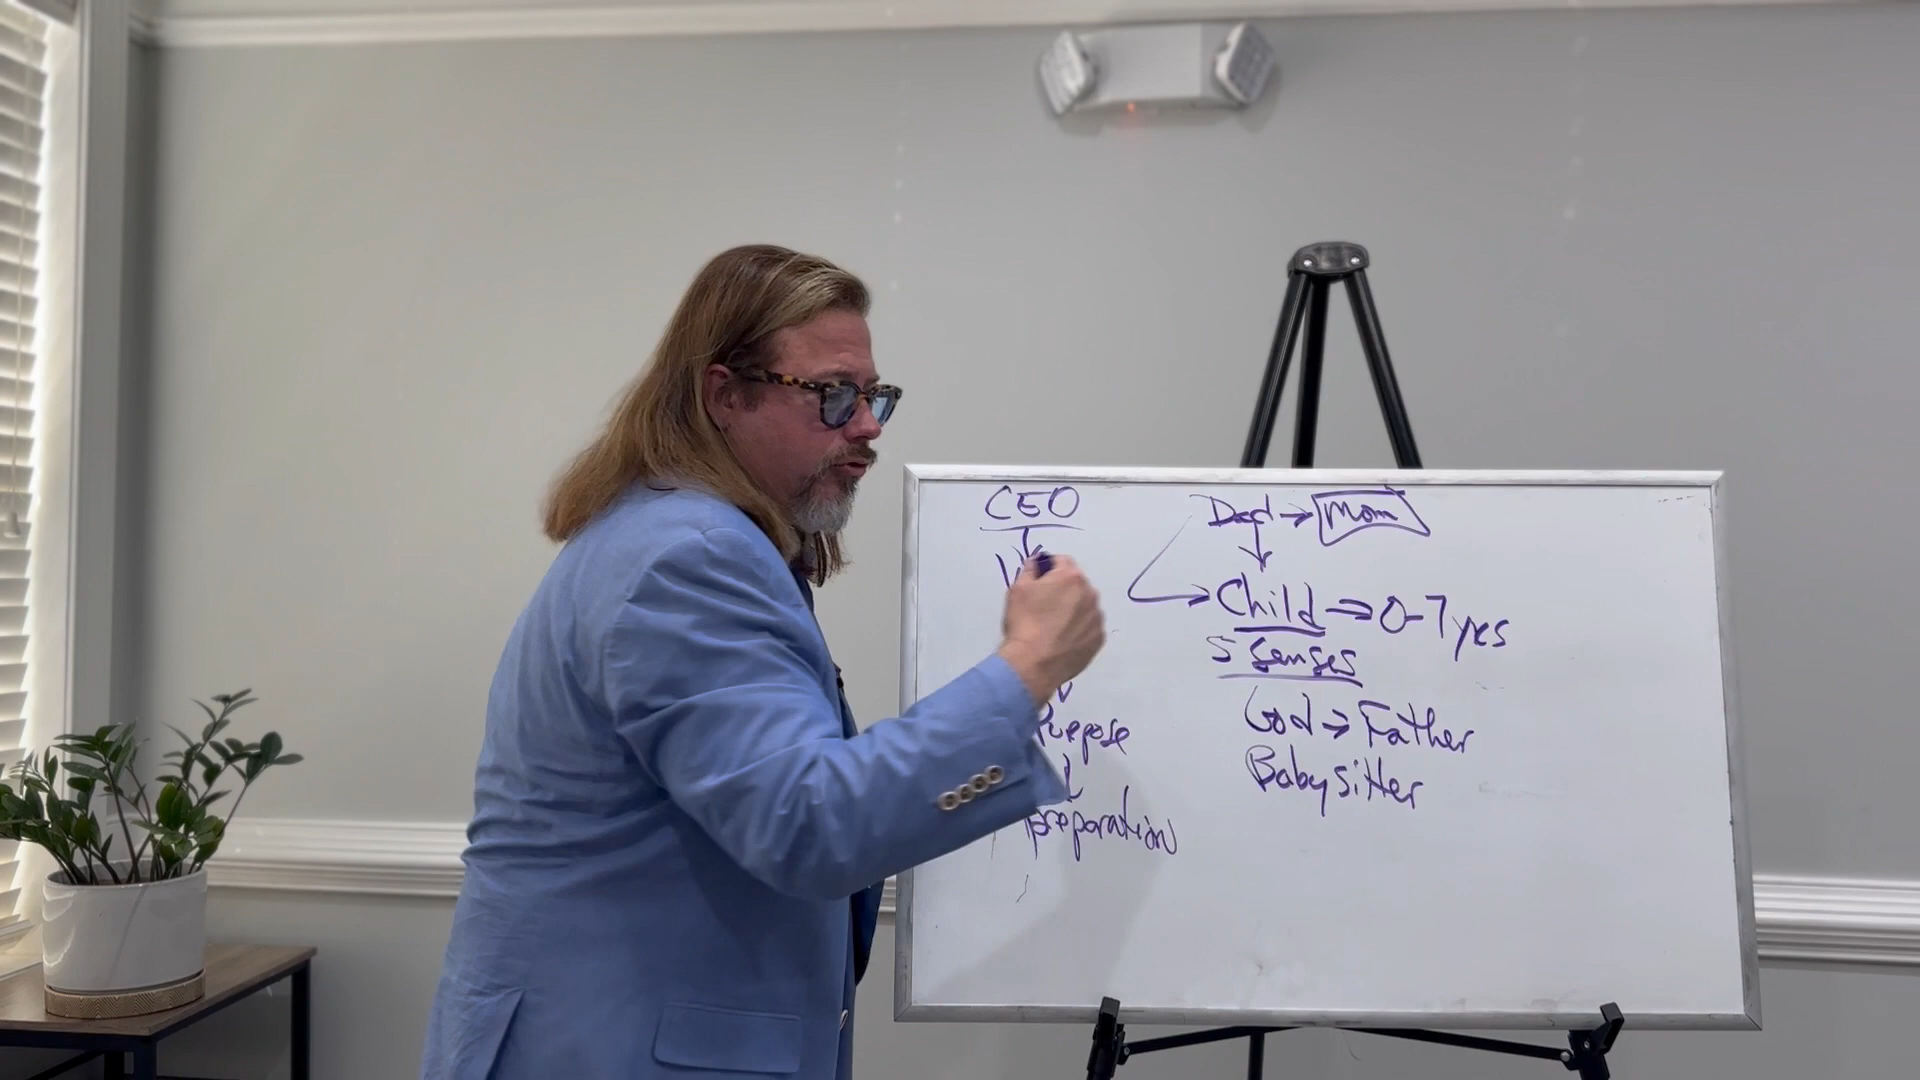 CEO
Purpose
preparation
Dad → Mom
Child → 0-7 yrs
5 Senses
God → Father
Babysitter